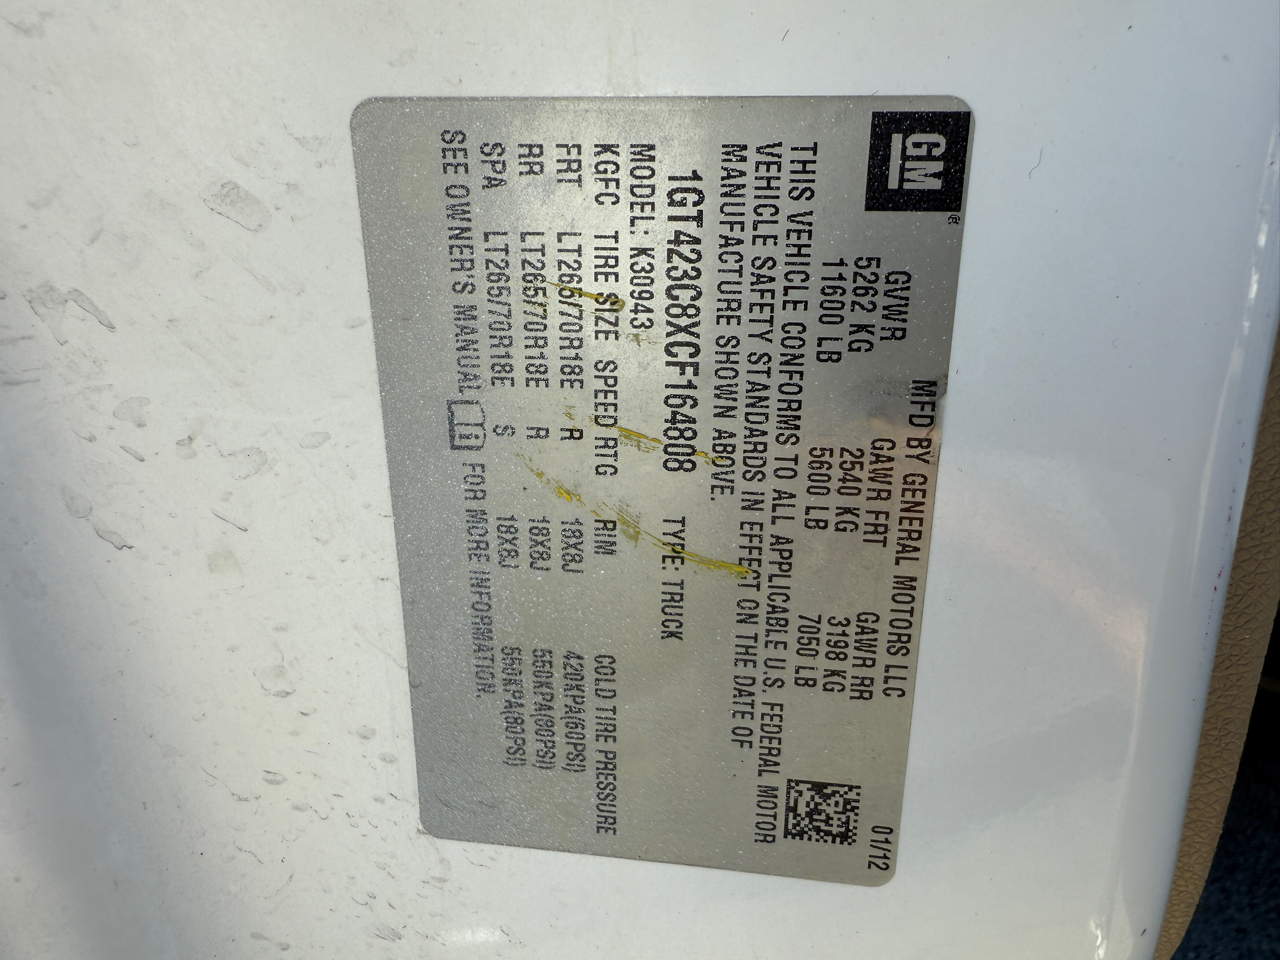 GM®
MFD BY GENERAL MOTORS LLC 01/12
GVWR GAWR FRT GAWR RR
5262 KG 2540 KG 3198 KG
11600 LB 5600 LB 7050 LB
THIS VEHICLE CONFORMS TO ALL APPLICABLE U.S. FEDERAL MOTOR
VEHICLE SAFETY STANDARDS IN EFFECT ON THE DATE OF
MANUFACTURE SHOWN ABOVE.
1GT423C8XCF164808 TYPE: TRUCK
MODEL: K30943
KGFC TIRE SIZE SPEED RTG RIM COLD TIRE PRESSURE
FRT LT265/70R18E R 18X8J 420KPA(60PSI)
RR LT265/70R18E R 18X8J 550KPA(80PSI)
SPA LT265/70R18E S 18X8J 550KPA(80PSI)
SEE OWNER'S MANUAL FOR MORE INFORMATION.